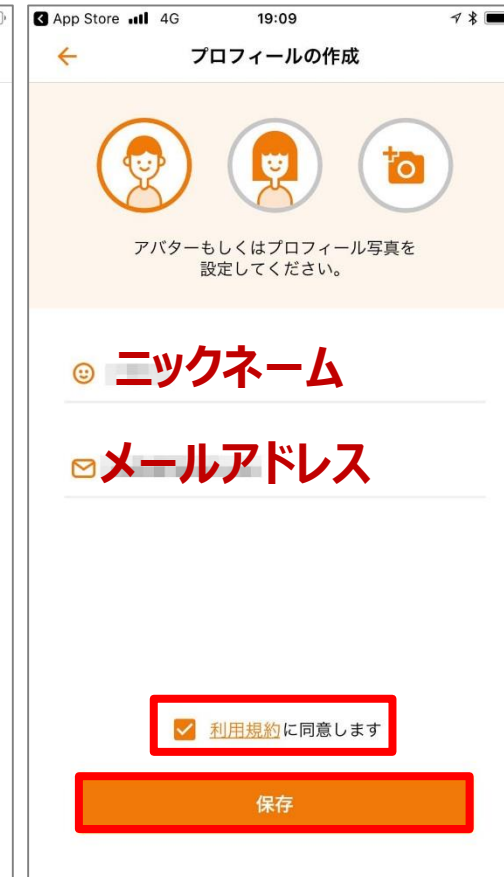 App Store 4G 19:09
プロフィールの作成
アバターもしくはプロフィール写真を
設定してください。
ニックネーム
メールアドレス
利用規約に同意します
保存